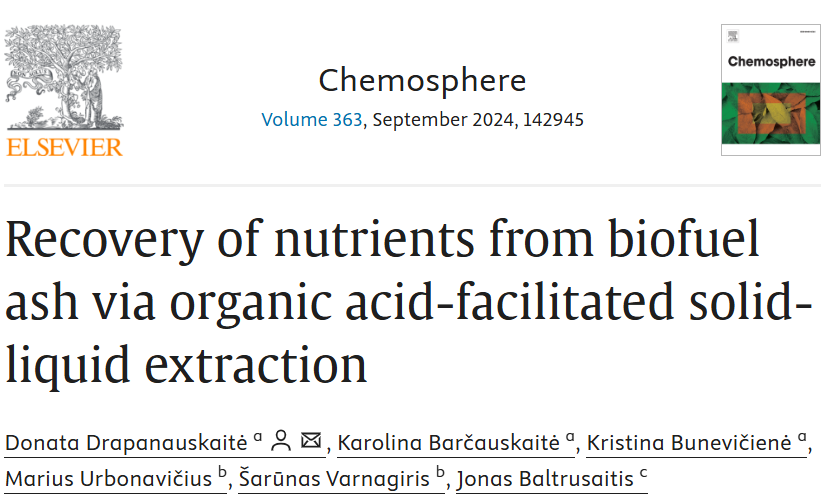 Chemosphere
Volume 363, September 2024, 142945
ELSEVIER
Chemosphere
Recovery of nutrients from biofuel
ash via organic acid-facilitated solid-
liquid extraction
Donata Drapanauskaitė a, Karolina Barčauskaitė a, Kristina Bunevičienė a,
Marius Urbonavičius b, Šarūnas Varnagiris b, Jonas Baltrusaitis c